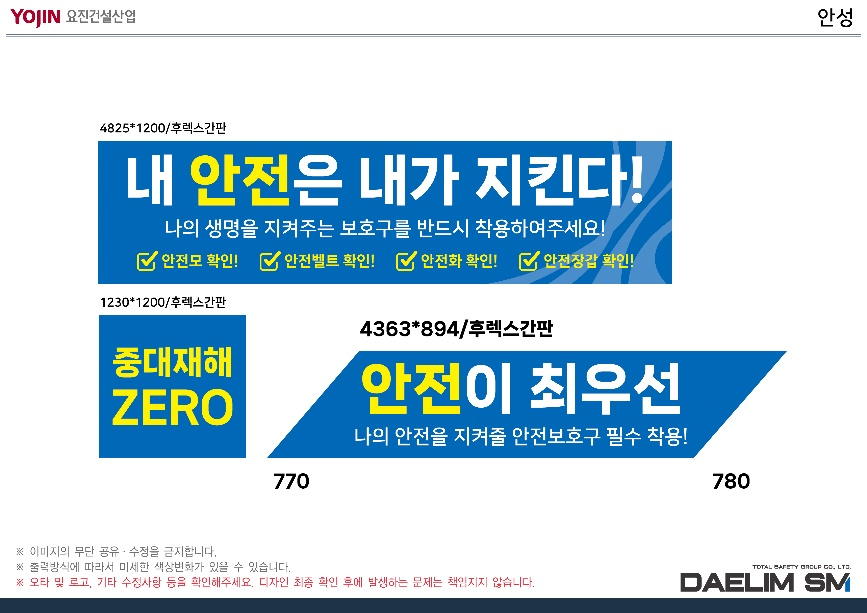 YOJIN 요진건설산업
안성
4825*1200/후렉스간판
내 안전은 내가 지킨다!
나의 생명을 지켜주는 보호구를 반드시 착용하여주세요!
안전모 확인! 안전벨트 확인! 안전화 확인! 안전장갑 확인!
1230*1200/후렉스간판
중대재해
ZERO
4363*894/후렉스간판
안전이 최우선
나의 안전을 지켜줄 안전보호구 필수 착용!
770
780
※ 이미지의 무단 공유·수정을 금지합니다.
※ 출력방식에 따라서 미세한 색상변화가 있을 수 있습니다.
※ 오타 및 로고, 기타 수정사항 등을 확인해주세요. 디자인 최종 확인 후에 발생하는 문제는 책임지지 않습니다.
TOTAL SAFETY GROUP CO., LTD.
DAELIM SM